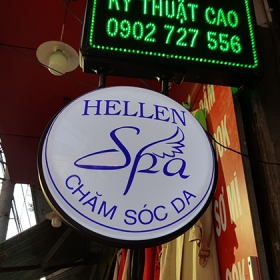 KỸ THUẬT CAO
0902 727 556
HELLEN
Spa
CHĂM SÓC DA